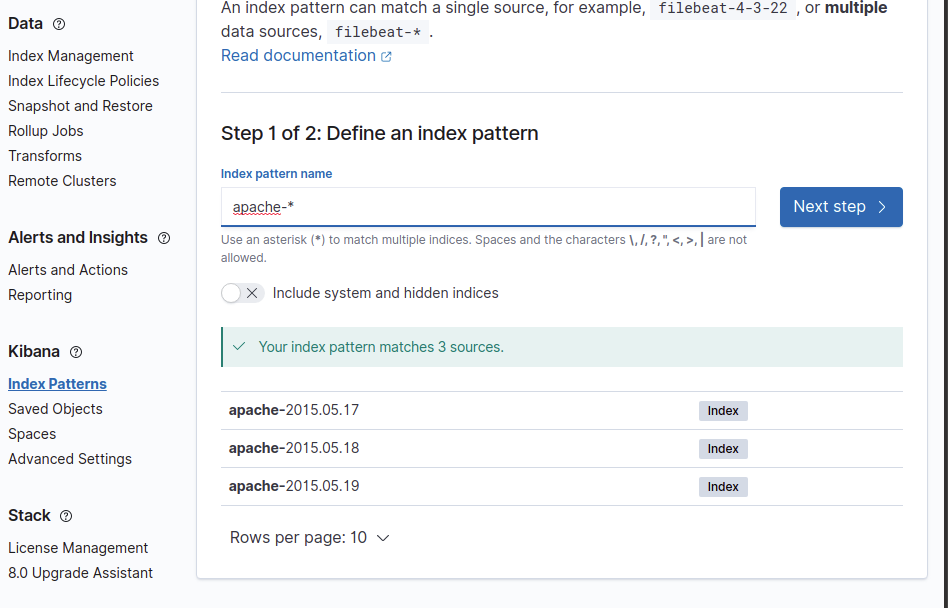 Data
Index Management
Index Lifecycle Policies
Snapshot and Restore
Rollup Jobs
Transforms
Remote Clusters
Alerts and Insights
Alerts and Actions
Reporting
Kibana
Index Patterns
Saved Objects
Spaces
Advanced Settings
Stack
License Management
8.0 Upgrade Assistant
An index pattern can match a single source, for example, filebeat-4-3-22 , or multiple
data sources, filebeat-* .
Read documentation
Step 1 of 2: Define an index pattern
Index pattern name
apache-*
Next step
Use an asterisk (*) to match multiple indices. Spaces and the characters \, /, ?, ", <, >, | are not
allowed.
Include system and hidden indices
Your index pattern matches 3 sources.
apache-2015.05.17 Index
apache-2015.05.18 Index
apache-2015.05.19 Index
Rows per page: 10